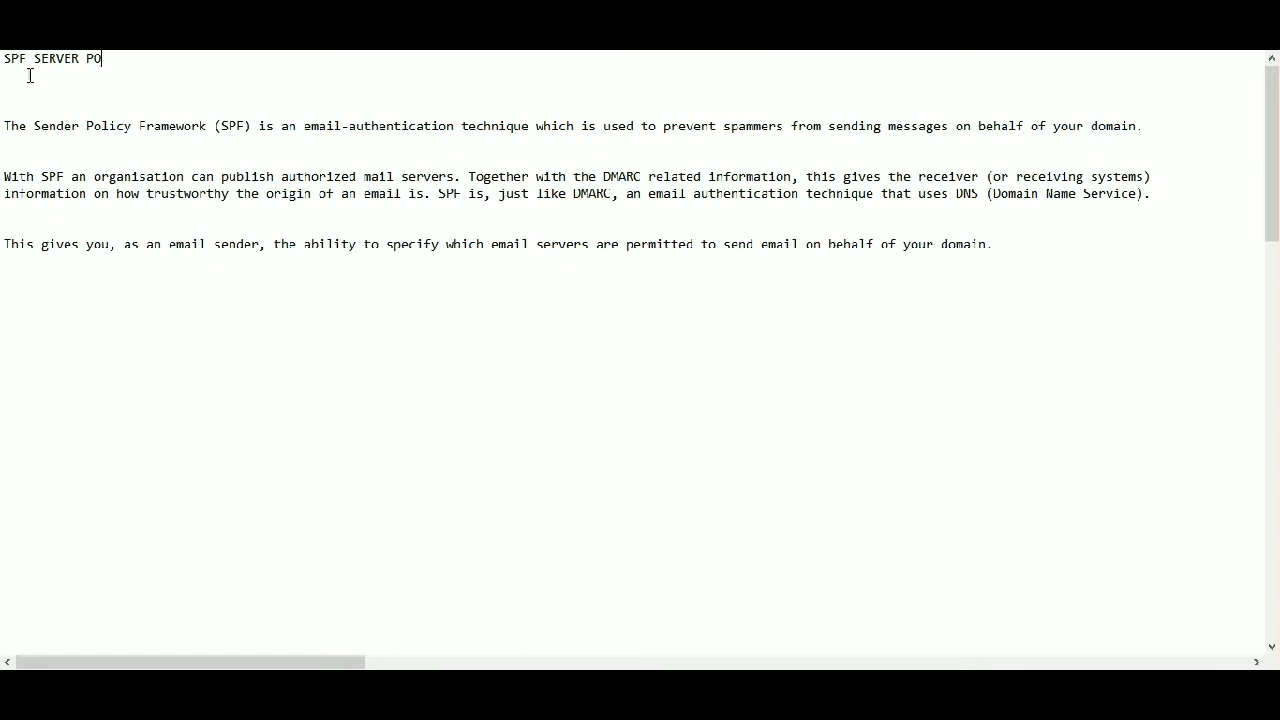 SPF SERVER PO
The Sender Policy Framework (SPF) is an email-authentication technique which is used to prevent spammers from sending messages on behalf of your domain.
With SPF an organisation can publish authorized mail servers. Together with the DMARC related information, this gives the receiver (or receiving systems)
information on how trustworthy the origin of an email is. SPF is, just like DMARC, an email authentication technique that uses DNS (Domain Name Service).
This gives you, as an email sender, the ability to specify which email servers are permitted to send email on behalf of your domain.